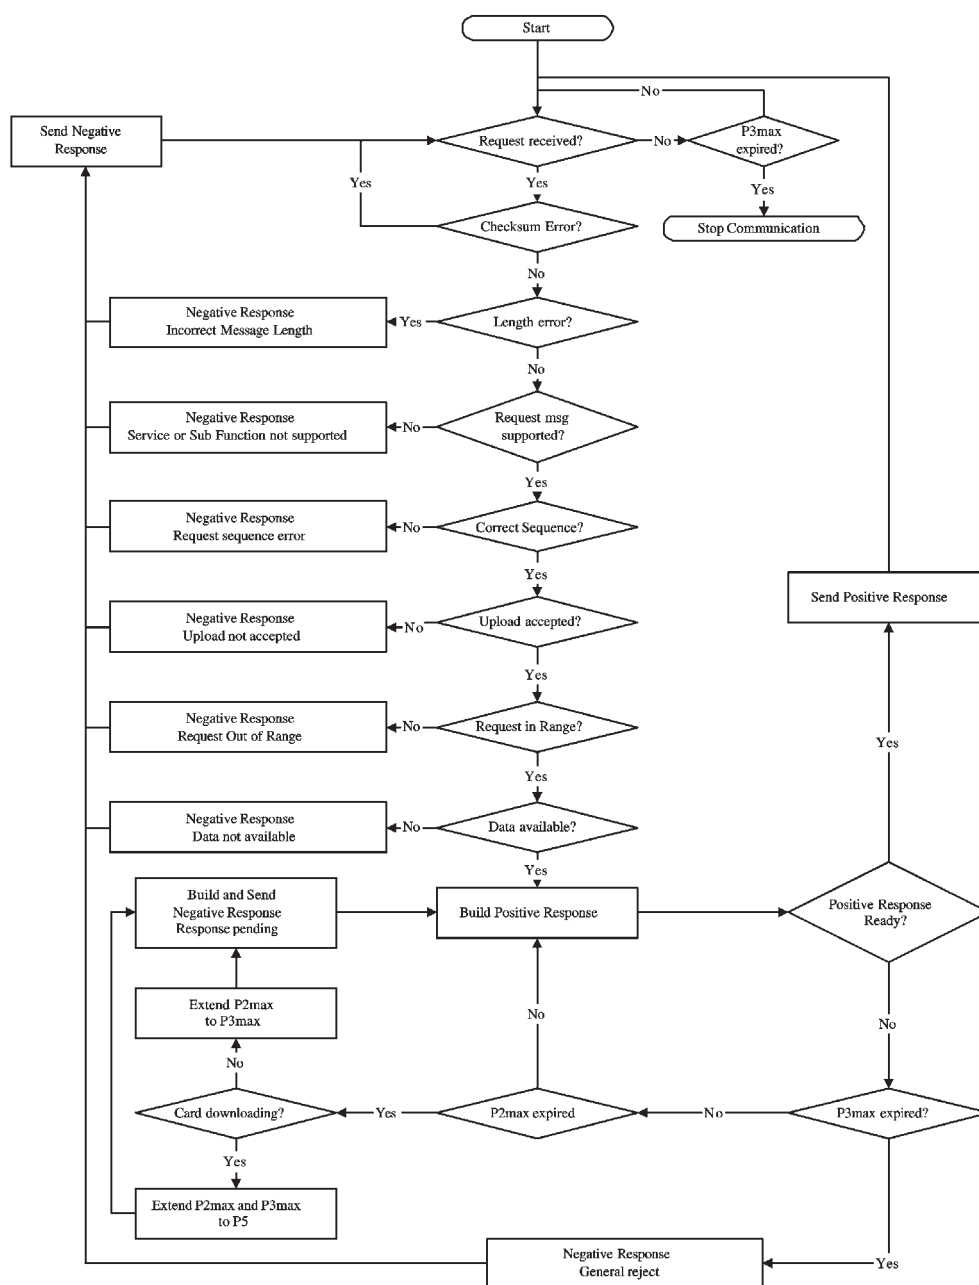 Start
No
Send Negative
Response
Request received?
No
P3max
expired?
Yes
Yes
Yes
Checksum Error?
Stop Communication
No
Negative Response
Incorrect Message Length
Yes
Length error?
No
Negative Response
Service or Sub Function not supported
No
Request msg
supported?
Yes
Negative Response
Request sequence error
No
Correct Sequence?
Yes
Send Positive Response
Negative Response
Upload not accepted
No
Upload accepted?
Yes
Negative Response
Request Out of Range
No
Request in Range?
Yes
Yes
Negative Response
Data not available
No
Data available?
Yes
Build and Send
Negative Response
Response pending
Build Positive Response
Positive Response
Ready?
Extend P2max
to P3max
No
No
No
Card downloading?
Yes
P2max expired
No
P3max expired?
Yes
Extend P2max and P3max
to P5
Negative Response
General reject
Yes